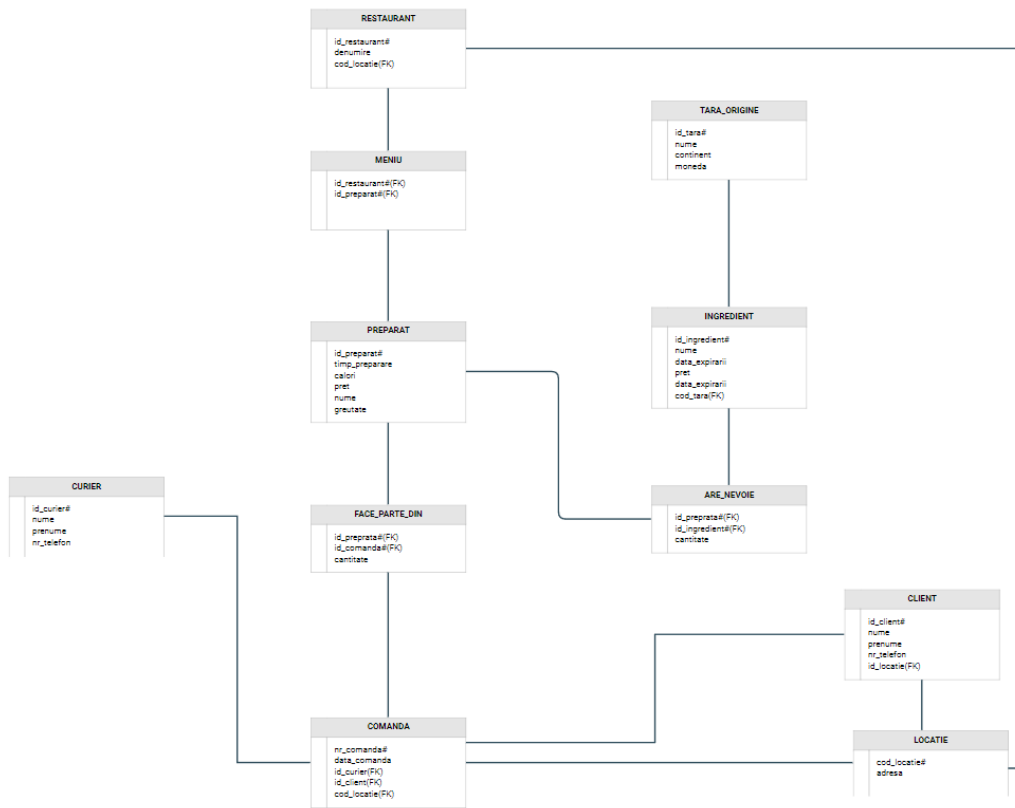 RESTAURANT
id_restaurant#
denumire
cod_locatie(FK)
TARA_ORIGINE
id_tara#
nume
continent
moneda
MENIU
id_restaurant#(FK)
id_preparat#(FK)
PREPARAT
id_preparat#
timp_preparare
calori
pret
nume
greutate
INGREDIENT
id_ingredient#
nume
data_expirarii
pret
data_expirarii
cod_tara(FK)
CURIER
id_curier#
nume
prenume
nr_telefon
FACE_PARTE_DIN
id_preprata#(FK)
id_comanda#(FK)
cantitate
ARE_NEVOIE
id_preprata#(FK)
id_ingredient#(FK)
cantitate
CLIENT
id_client#
nume
prenume
nr_telefon
id_locatie(FK)
COMANDA
nr_comanda#
data_comanda
id_curier(FK)
id_client(FK)
cod_locatie(FK)
LOCATIE
cod_locatie#
adresa